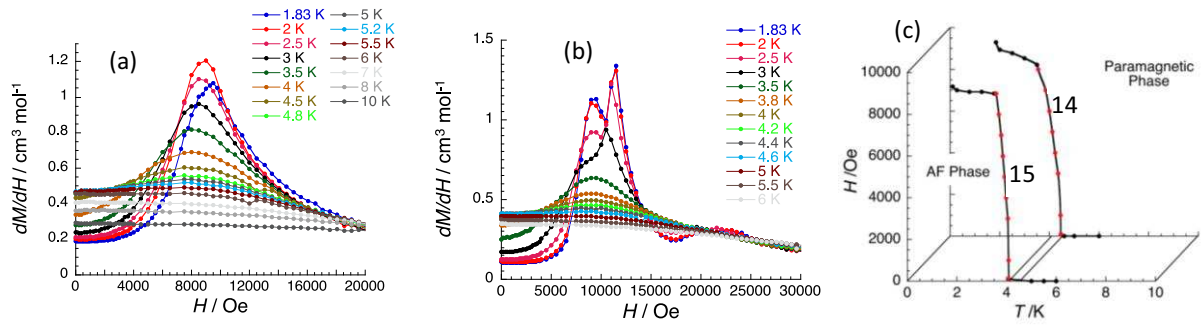 (a)
dM/dH / cm³ mol⁻¹
1.2
1.0
0.8
0.6
0.4
0.2
0
0 4000 8000 12000 16000 20000
H / Oe
1.83 K
2 K
2.5 K
3 K
3.5 K
4 K
4.5 K
4.8 K
5 K
5.2 K
5.5 K
6 K
7 K
8 K
10 K
(b)
dM/dH / cm³ mol⁻¹
1.5
1
0.5
0
0 5000 10000 15000 20000 25000 30000
H / Oe
1.83 K
2 K
2.5 K
3 K
3.5 K
3.8 K
4 K
4.2 K
4.4 K
4.6 K
5 K
5.5 K
6 K
(c)
Paramagnetic
Phase
14
AF Phase
15
H /Oe
10000
8000
6000
4000
2000
0
0 2 4 6 8 10
T /K